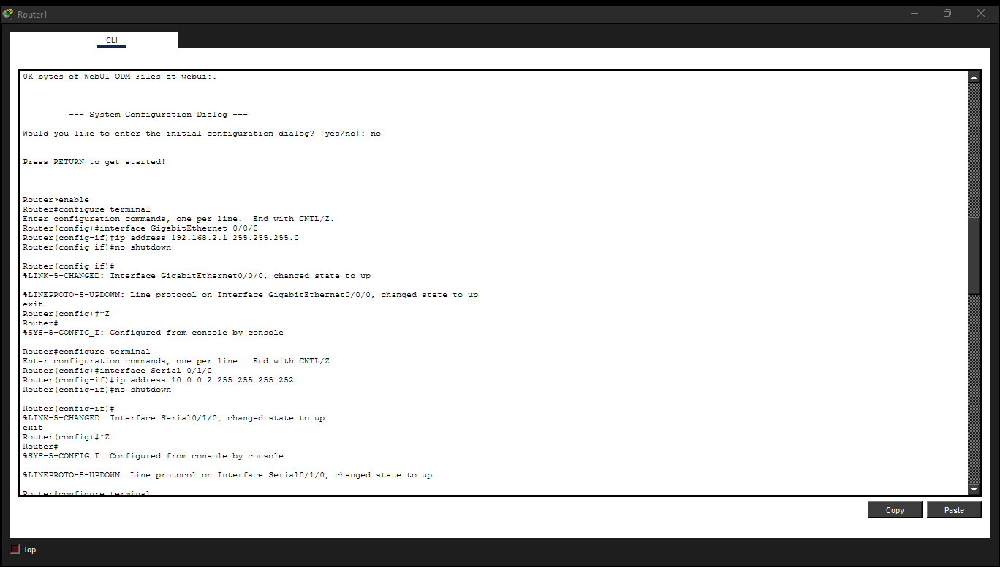 Router1
CLI
0K bytes of WebUI ODM Files at webui:.
--- System Configuration Dialog ---
Would you like to enter the initial configuration dialog? [yes/no]: no
Press RETURN to get started!
Router>enable
Router#configure terminal
Enter configuration commands, one per line.  End with CNTL/Z.
Router(config)#interface GigabitEthernet 0/0/0
Router(config-if)#ip address 192.168.2.1 255.255.255.0
Router(config-if)#no shutdown
Router(config-if)#
%LINK-5-CHANGED: Interface GigabitEthernet0/0/0, changed state to up
%LINEPROTO-5-UPDOWN: Line protocol on Interface GigabitEthernet0/0/0, changed state to up
exit
Router(config)#^Z
Router#
%SYS-5-CONFIG_I: Configured from console by console
Router#configure terminal
Enter configuration commands, one per line.  End with CNTL/Z.
Router(config)#interface Serial 0/1/0
Router(config-if)#ip address 10.0.0.2 255.255.255.252
Router(config-if)#no shutdown
Router(config-if)#
%LINK-5-CHANGED: Interface Serial0/1/0, changed state to up
exit
Router(config)#^Z
Router#
%SYS-5-CONFIG_I: Configured from console by console
%LINEPROTO-5-UPDOWN: Line protocol on Interface Serial0/1/0, changed state to up
Router#configure terminal
Copy
Paste
Top